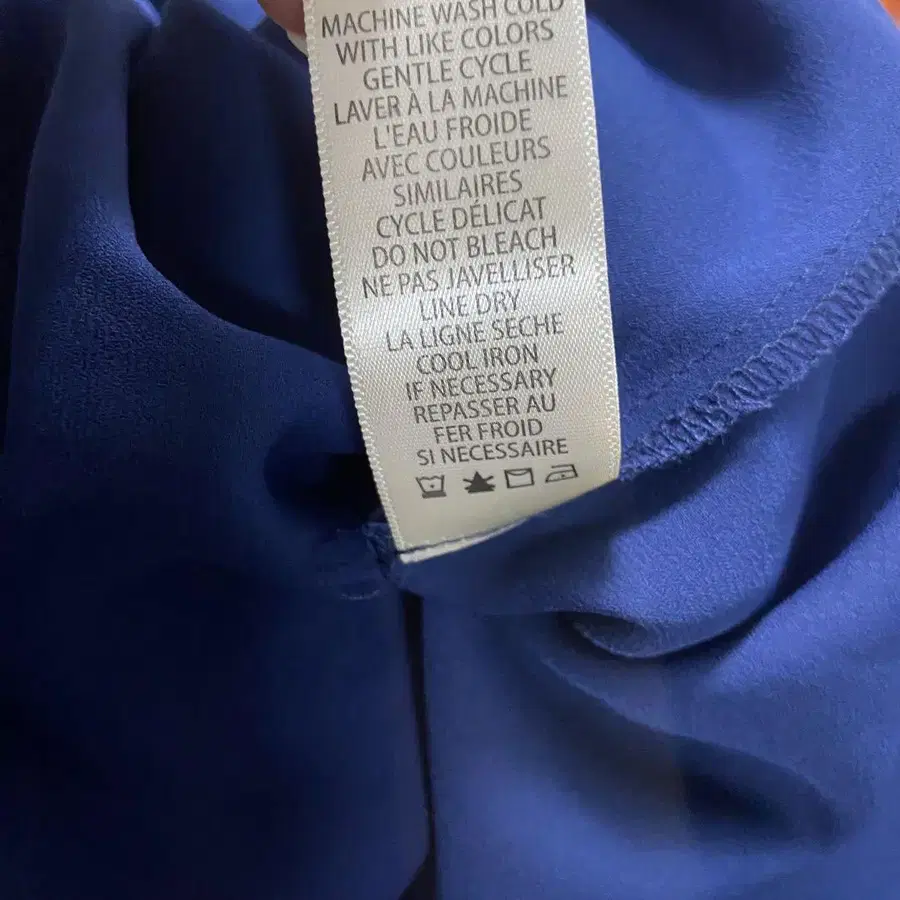 MACHINE WASH COLD
WITH LIKE COLORS
GENTLE CYCLE
LAVER À LA MACHINE
L'EAU FROIDE
AVEC COULEURS
SIMILAIRES
CYCLE DÉLICAT
DO NOT BLEACH
NE PAS JAVELLISER
LINE DRY
LA LIGNE SECHE
COOL IRON
IF NECESSARY
REPASSER AU
FER FROID
SI NECESSAIRE